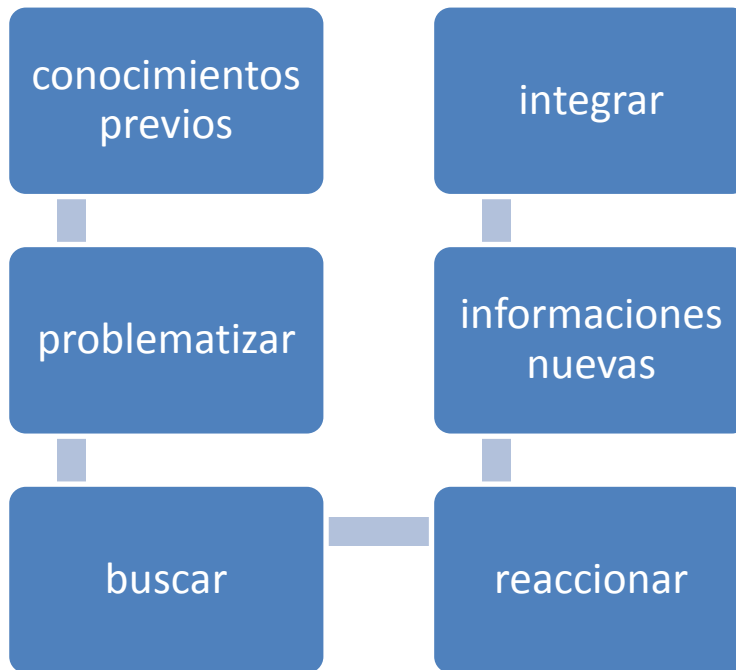 conocimientos
previos
problematizar
buscar
reaccionar
informaciones
nuevas
integrar